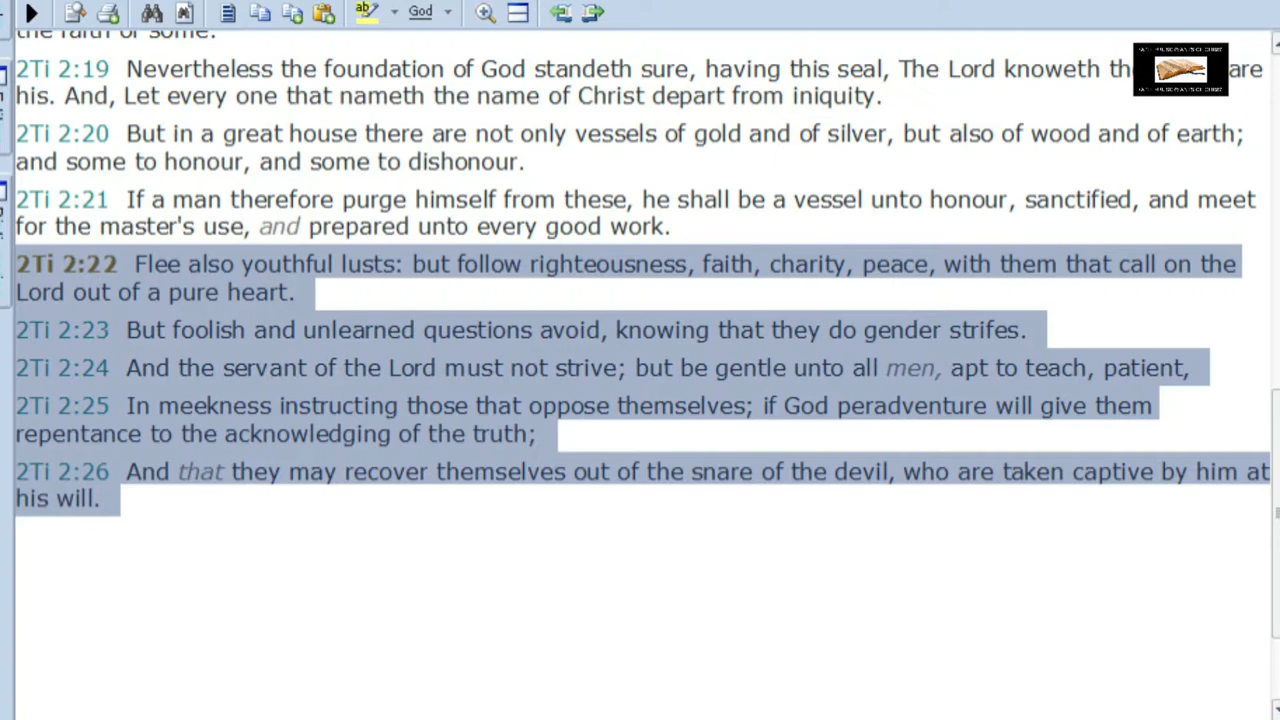 God
the faith of some.
2Ti 2:19 Nevertheless the foundation of God standeth sure, having this seal, The Lord knoweth th are
his. And, Let every one that nameth the name of Christ depart from iniquity.
2Ti 2:20 But in a great house there are not only vessels of gold and of silver, but also of wood and of earth;
and some to honour, and some to dishonour.
2Ti 2:21 If a man therefore purge himself from these, he shall be a vessel unto honour, sanctified, and meet
for the master's use, and prepared unto every good work.
2Ti 2:22 Flee also youthful lusts: but follow righteousness, faith, charity, peace, with them that call on the
Lord out of a pure heart.
2Ti 2:23 But foolish and unlearned questions avoid, knowing that they do gender strifes.
2Ti 2:24 And the servant of the Lord must not strive; but be gentle unto all men, apt to teach, patient,
2Ti 2:25 In meekness instructing those that oppose themselves; if God peradventure will give them
repentance to the acknowledging of the truth;
2Ti 2:26 And that they may recover themselves out of the snare of the devil, who are taken captive by him at
his will.